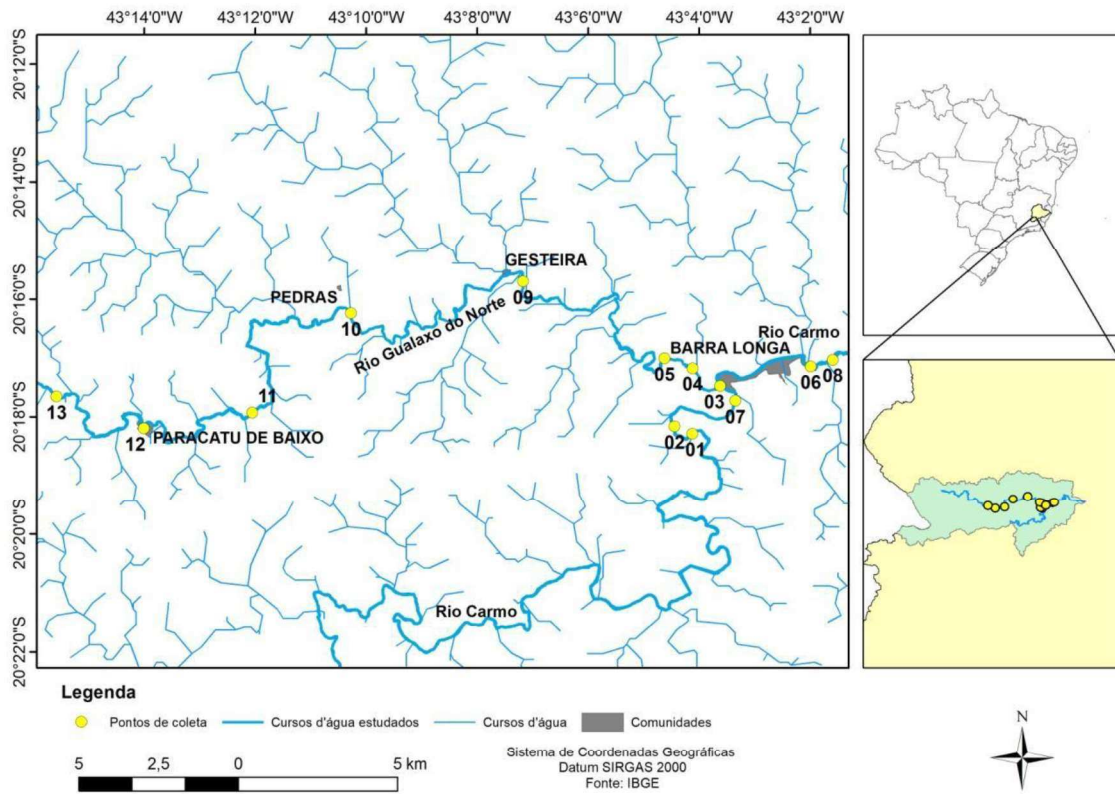 43°14'0"W 43°12'0"W 43°10'0"W 43°8'0"W 43°6'0"W 43°4'0"W 43°2'0"W
20°12'0"S
20°14'0"S
20°16'0"S
20°18'0"S
20°20'0"S
20°22'0"S
GESTEIRA
09
PEDRAS
10
Rio Gualaxo do Norte
Rio Carmo
BARRA LONGA
05
04
03
06
08
07
11
13
12
PARACATU DE BAIXO
02
01
Rio Carmo
Legenda
Pontos de coleta
Cursos d'água estudados
Cursos d'água
Comunidades
5 2,5 0 5 km
Sistema de Coordenadas Geográficas
Datum SIRGAS 2000
Fonte: IBGE
N